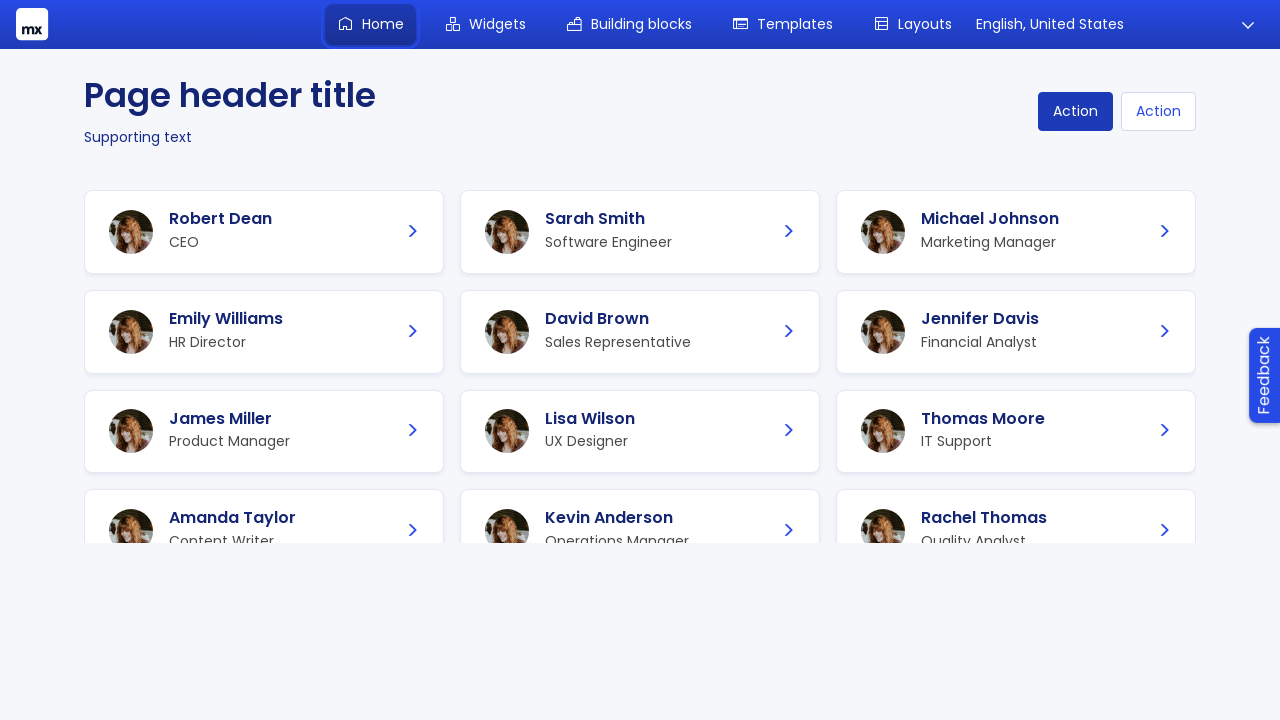 mx
Home
Widgets
Building blocks
Templates
Layouts
English, United States
Page header title
Supporting text
Action
Action
Robert Dean
CEO
Sarah Smith
Software Engineer
Michael Johnson
Marketing Manager
Emily Williams
HR Director
David Brown
Sales Representative
Jennifer Davis
Financial Analyst
James Miller
Product Manager
Lisa Wilson
UX Designer
Thomas Moore
IT Support
Amanda Taylor
Content Writer
Kevin Anderson
Operations Manager
Rachel Thomas
Quality Analyst
Feedback